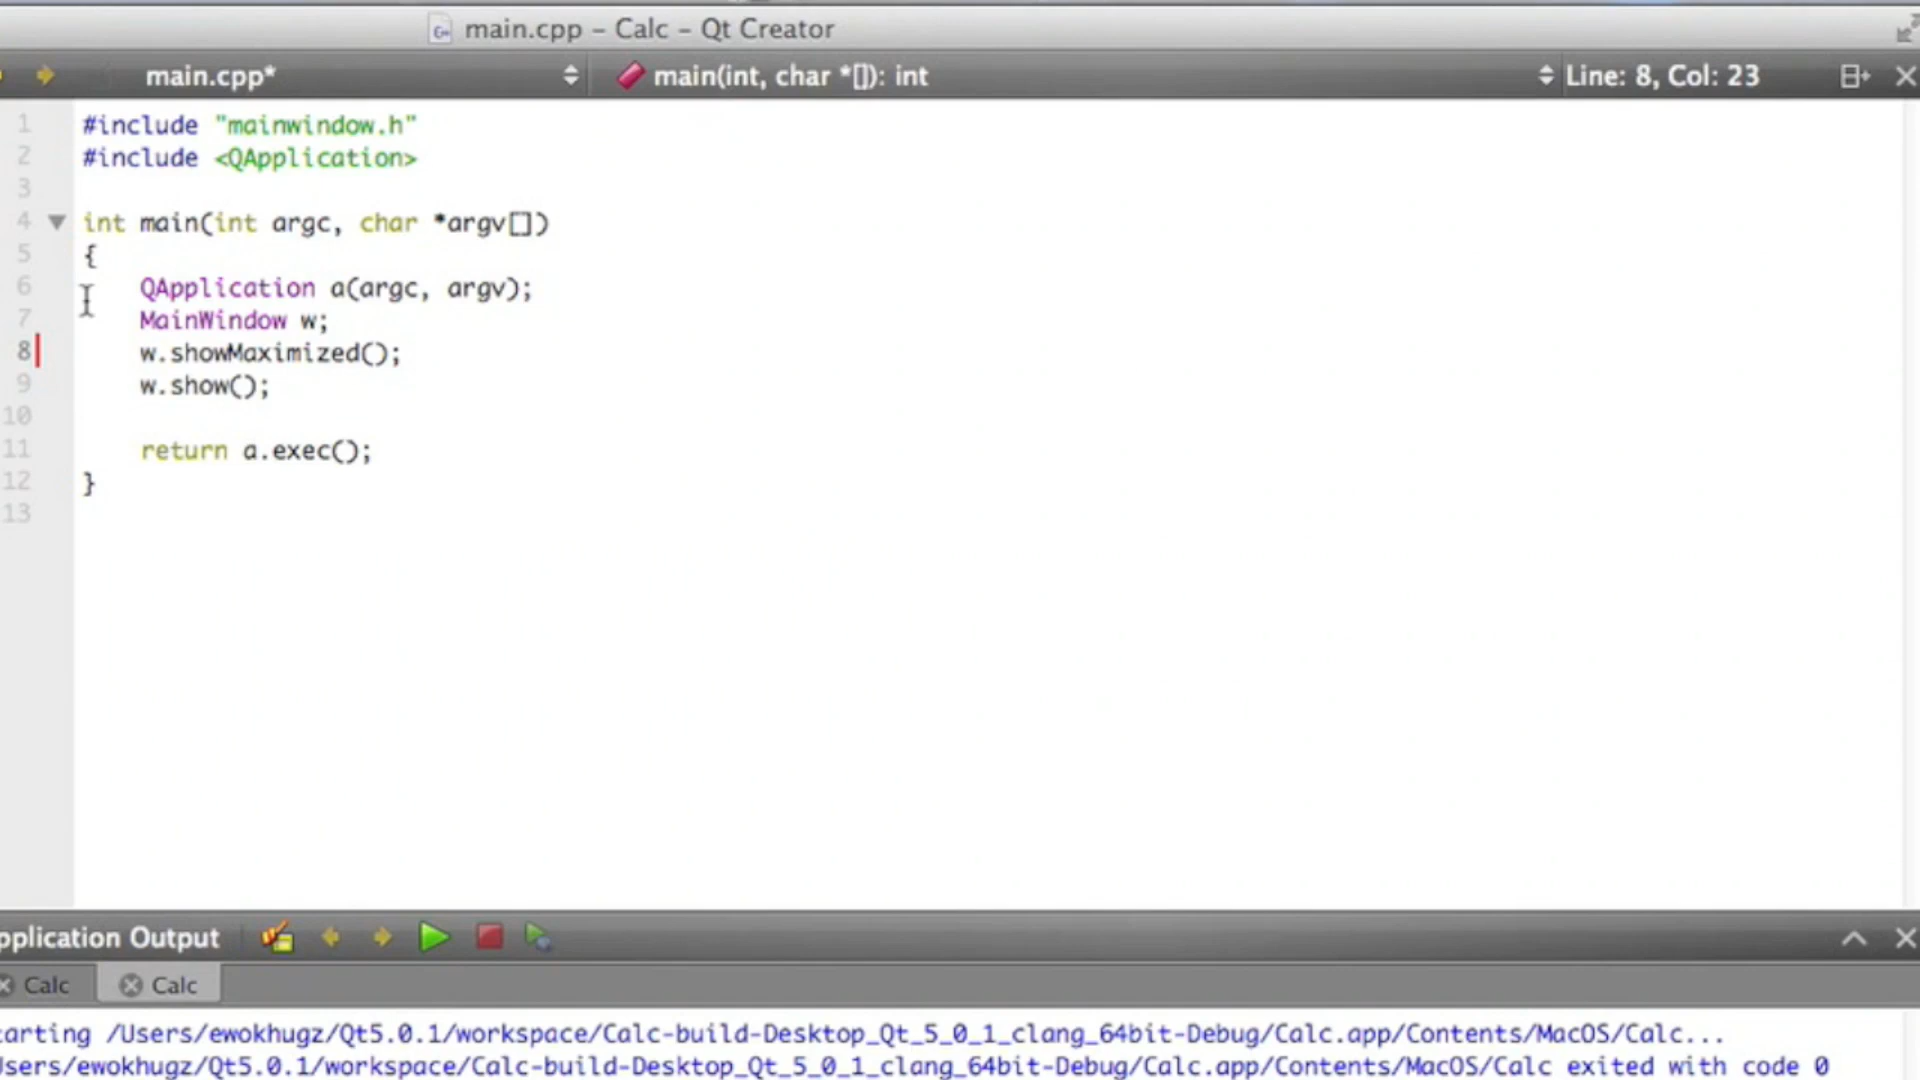 main.cpp – Calc – Qt Creator
main.cpp* main(int, char *[]): int Line: 8, Col: 23
1 #include "mainwindow.h"
2 #include <QApplication>
3
4 int main(int argc, char *argv[])
5 {
6 QApplication a(argc, argv);
7 MainWindow w;
8 w.showMaximized();
9 w.show();
10
11 return a.exec();
12 }
13
pplication Output
Calc Calc
tarting /Users/ewokhugz/Qt5.0.1/workspace/Calc-build-Desktop_Qt_5_0_1_clang_64bit-Debug/Calc.app/Contents/MacOS/Calc...
Users/ewokhugz/Qt5.0.1/workspace/Calc-build-Desktop_Qt_5_0_1_clang_64bit-Debug/Calc.app/Contents/MacOS/Calc exited with code 0